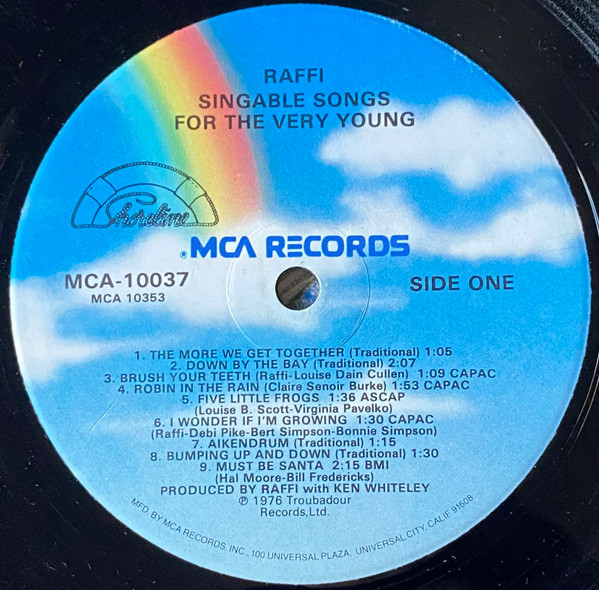 RAFFI
SINGABLE SONGS
FOR THE VERY YOUNG
Shoreline
® MCA RECORDS
MCA-10037
MCA 10353
SIDE ONE
1. THE MORE WE GET TOGETHER (Traditional) 1:05
2. DOWN BY THE BAY (Traditional) 2:07
3. BRUSH YOUR TEETH (Raffi-Louise Dain Cullen) 1:09 CAPAC
4. ROBIN IN THE RAIN (Claire Senoir Burke) 1:53 CAPAC
5. FIVE LITTLE FROGS 1:36 ASCAP
(Louise B. Scott-Virginia Pavelko)
6. I WONDER IF I'M GROWING 1:30 CAPAC
(Raffi-Debi Pike-Bert Simpson-Bonnie Simpson)
7. AIKENDRUM (Traditional) 1:15
8. BUMPING UP AND DOWN (Traditional) 1:30
9. MUST BE SANTA 2:15 BMI
(Hal Moore-Bill Fredericks)
PRODUCED BY RAFFI with KEN WHITELEY
℗ 1976 Troubadour
Records,Ltd.
MFD. BY MCA RECORDS, INC., 100 UNIVERSAL PLAZA, UNIVERSAL CITY, CALIF 91608